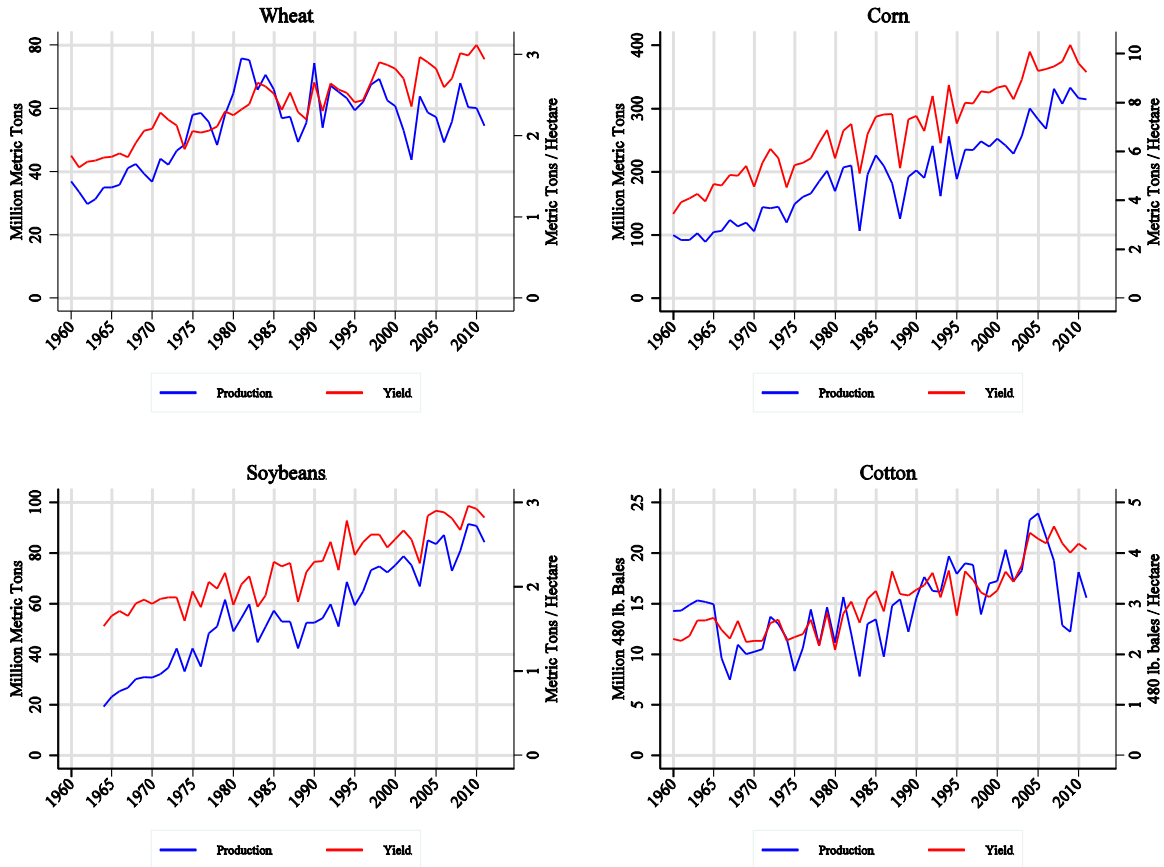 Wheat
Million Metric Tons
0 20 40 60 80
Metric Tons / Hectare
0 1 2 3
1960 1965 1970 1975 1980 1985 1990 1995 2000 2005 2010
Production Yield
Corn
Million Metric Tons
0 100 200 300 400
Metric Tons / Hectare
0 2 4 6 8 10
1960 1965 1970 1975 1980 1985 1990 1995 2000 2005 2010
Production Yield
Soybeans
Million Metric Tons
0 20 40 60 80 100
Metric Tons / Hectare
0 1 2 3
1960 1965 1970 1975 1980 1985 1990 1995 2000 2005 2010
Production Yield
Cotton
Million 480 lb. Bales
0 5 10 15 20 25
480 lb. bales / Hectare
0 1 2 3 4 5
1960 1965 1970 1975 1980 1985 1990 1995 2000 2005 2010
Production Yield